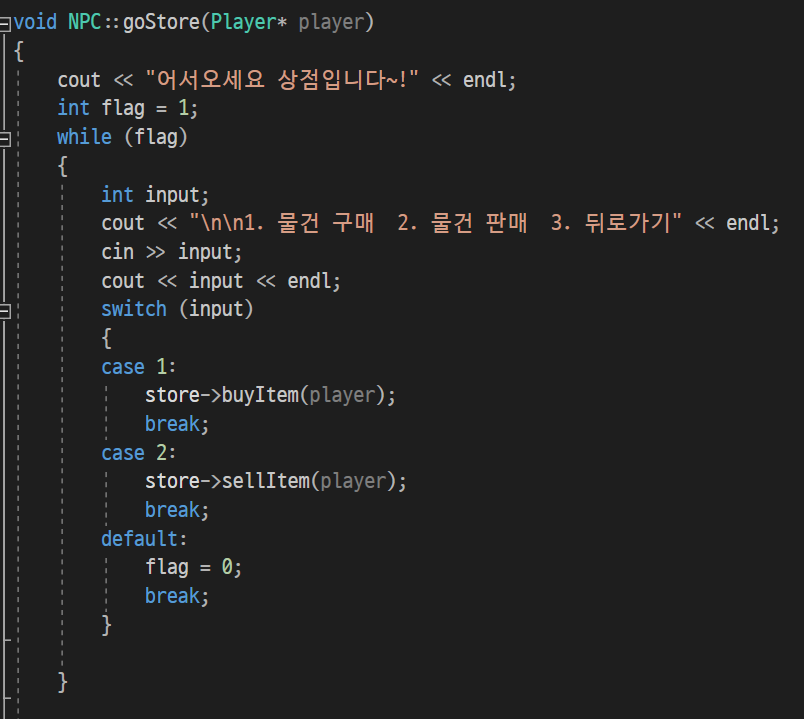 void NPC::goStore(Player* player)
{
cout << "어서오세요 상점입니다~!" << endl;
int flag = 1;
while (flag)
{
int input;
cout << "\n\n1. 물건 구매  2. 물건 판매  3. 뒤로가기" << endl;
cin >> input;
cout << input << endl;
switch (input)
{
case 1:
store->buyItem(player);
break;
case 2:
store->sellItem(player);
break;
default:
flag = 0;
break;
}
}